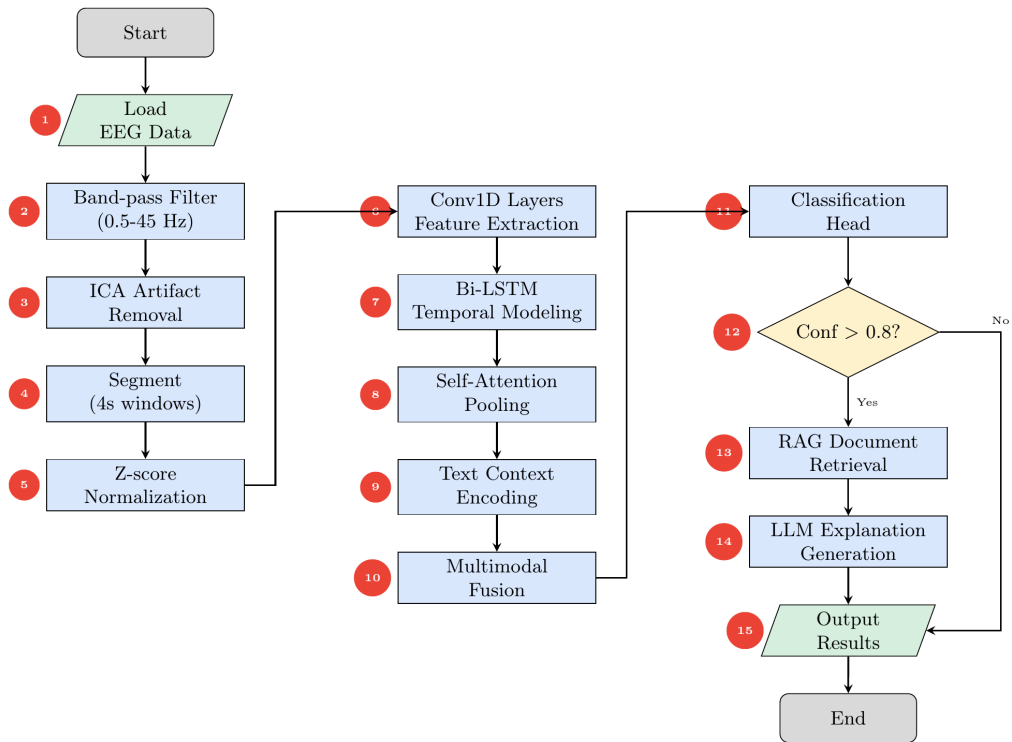 Start
1
Load
EEG Data
2
Band-pass Filter
(0.5-45 Hz)
3
ICA Artifact
Removal
4
Segment
(4s windows)
5
Z-score
Normalization
6
Conv1D Layers
Feature Extraction
7
Bi-LSTM
Temporal Modeling
8
Self-Attention
Pooling
9
Text Context
Encoding
10
Multimodal
Fusion
11
Classification
Head
12
Conf > 0.8?
No
Yes
13
RAG Document
Retrieval
14
LLM Explanation
Generation
15
Output
Results
End